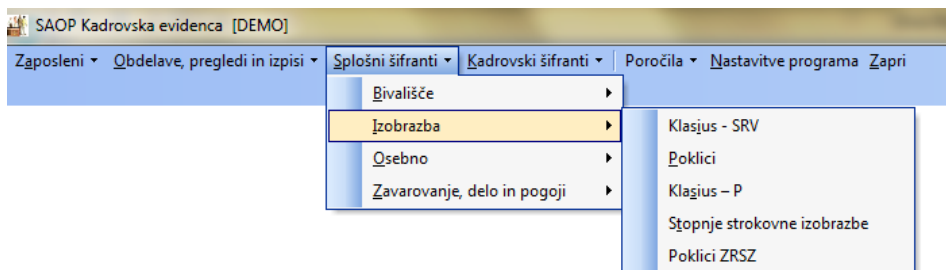 SAOP Kadrovska evidenca [DEMO]
Zaposleni Obdelave, pregledi in izpisi Splošni šifranti Kadrovski šifranti Poročila Nastavitve programa Zapri
Bivališče
Izobrazba
Osebno
Zavarovanje, delo in pogoji
Klasius - SRV
Poklici
Klasius – P
Stopnje strokovne izobrazbe
Poklici ZRSZ